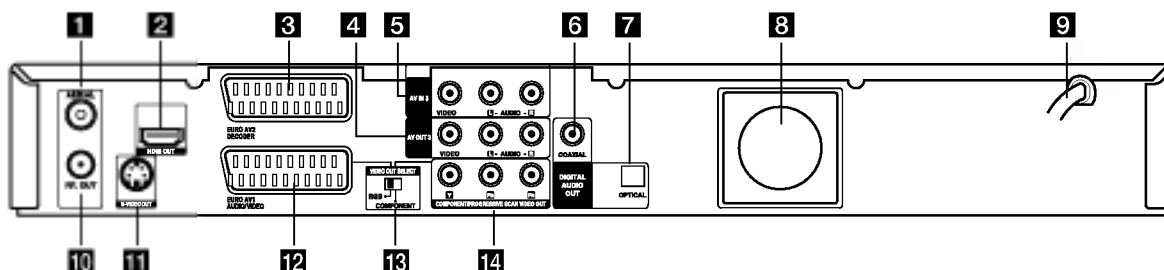 1 2 3 4 5 6 7 8 9
AERIAL
RF. OUT
HDMI OUT
S-VIDEO OUT
EURO AV2
DECODER
EURO AV1
AUDIO/VIDEO
VIDEO OUT SELECT
RGB
COMPONENT
AV IN 3
VIDEO L - AUDIO - R
AV OUT 3
VIDEO L - AUDIO - R
Y PB PR
COMPONENT/PROGRESSIVE SCAN VIDEO OUT
COAXIAL
DIGITAL
AUDIO
OUT
OPTICAL
10 11 12 13 14